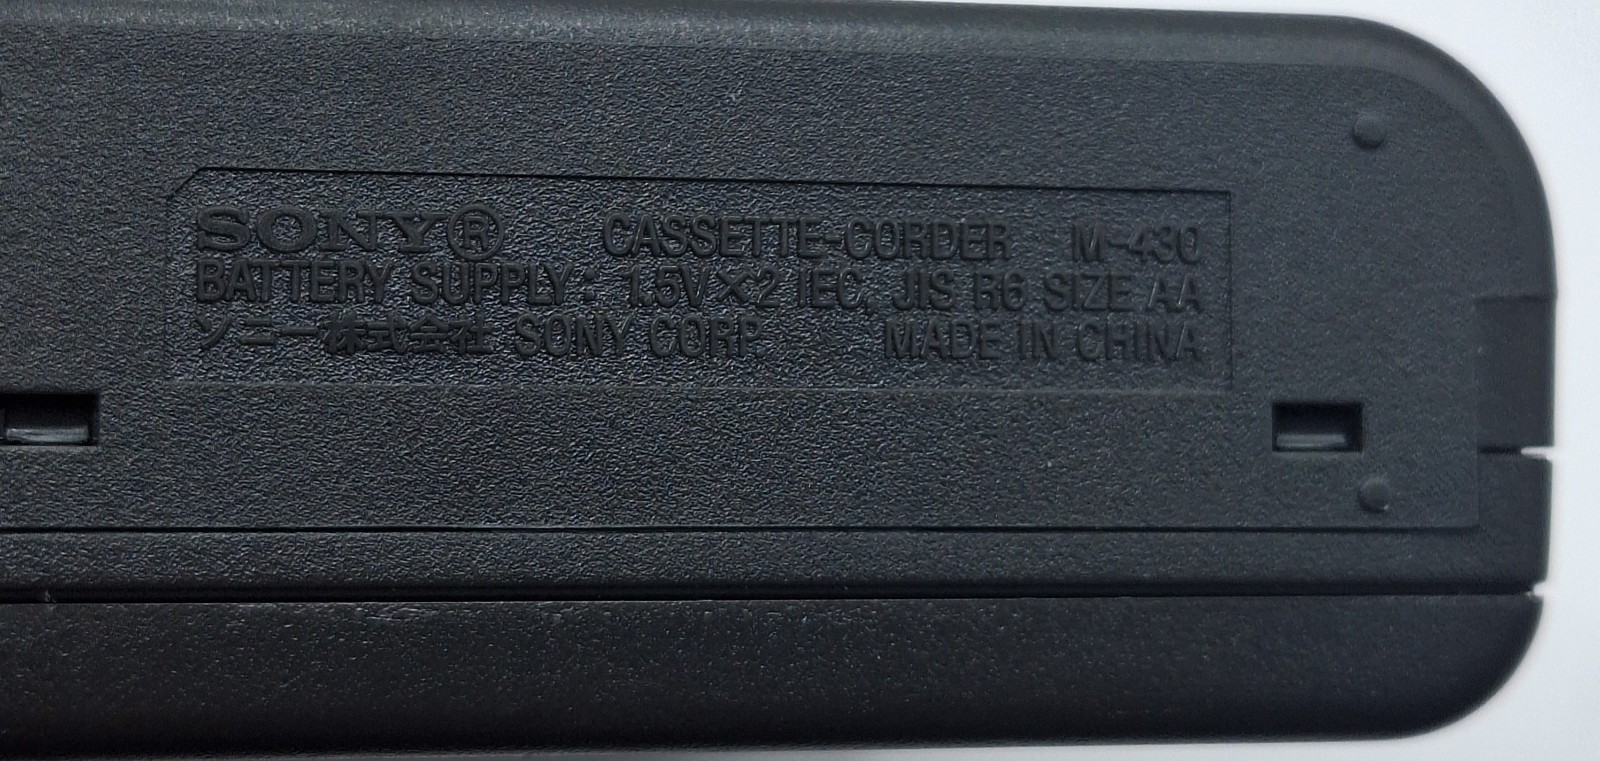 SONY® CASSETTE-CORDER M-430
BATTERY SUPPLY: 1.5V×2 IEC, JIS R6 SIZE AA
ソニー株式会社 SONY CORP. MADE IN CHINA